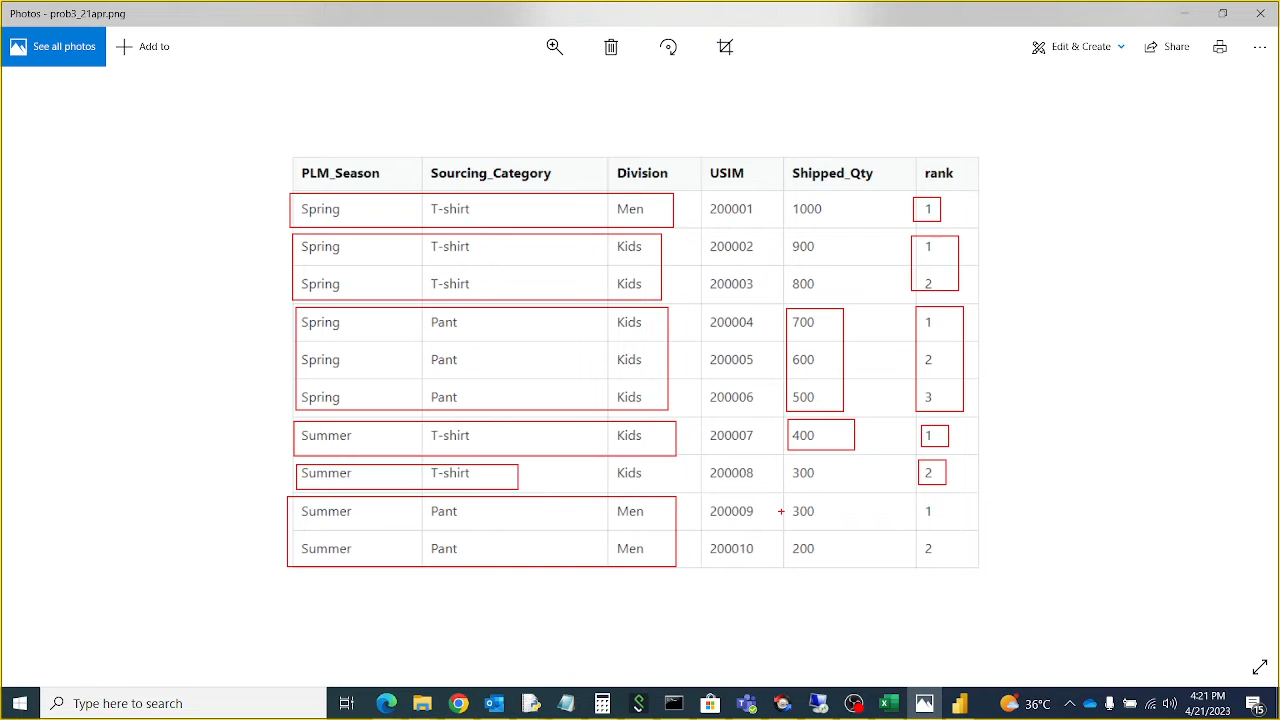 Photos - prob3_21apr.png
See all photos Add to Edit & Create Share
PLM_Season Sourcing_Category Division USIM Shipped_Qty rank
Spring T-shirt Men 200001 1000 1
Spring T-shirt Kids 200002 900 1
Spring T-shirt Kids 200003 800 2
Spring Pant Kids 200004 700 1
Spring Pant Kids 200005 600 2
Spring Pant Kids 200006 500 3
Summer T-shirt Kids 200007 400 1
Summer T-shirt Kids 200008 300 2
Summer Pant Men 200009 300 1
Summer Pant Men 200010 200 2
Type here to search 36°C 4:21 PM
4/21/2023 15